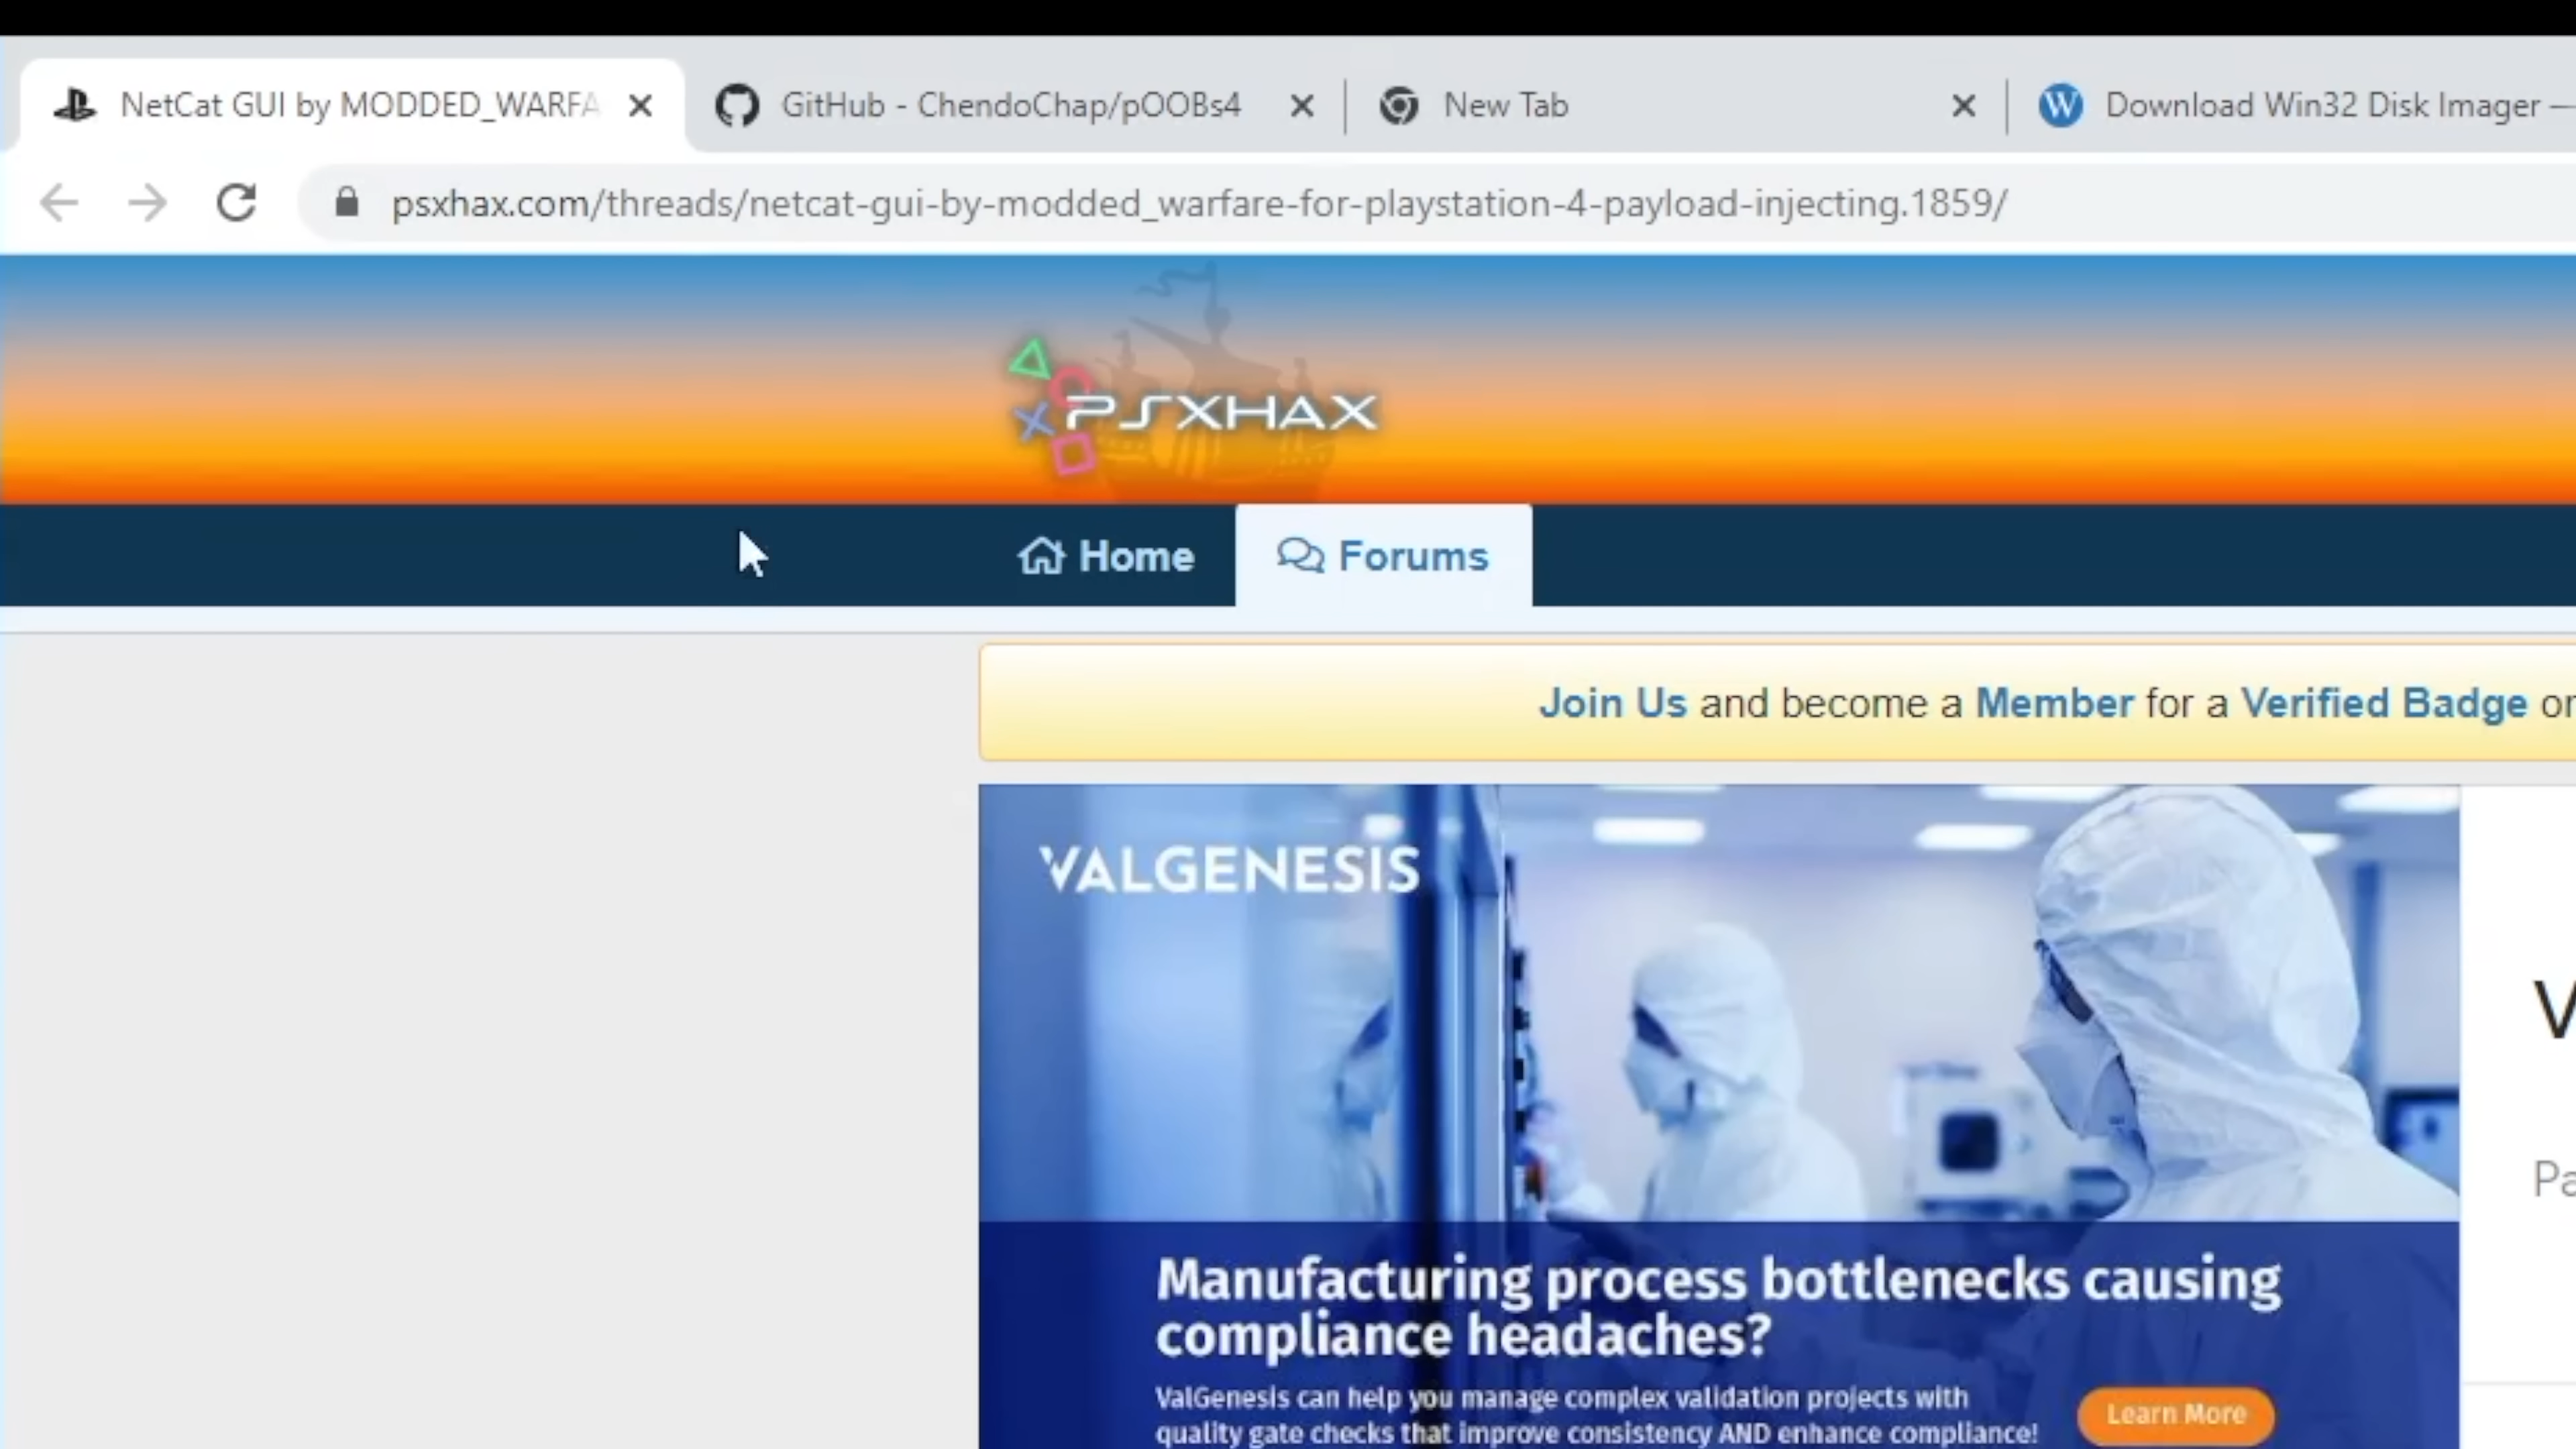 NetCat GUI by MODDED_WARFA
GitHub - ChendoChap/pOOBs4
New Tab
Download Win32 Disk Imager —
psxhax.com/threads/netcat-gui-by-modded_warfare-for-playstation-4-payload-injecting.1859/
PSXHAX
Home
Forums
Join Us and become a Member for a Verified Badge or
VALGENESIS
V
Pa
Manufacturing process bottlenecks causing
compliance headaches?
ValGenesis can help you manage complex validation projects with
quality gate checks that improve consistency AND enhance compliance!
Learn More